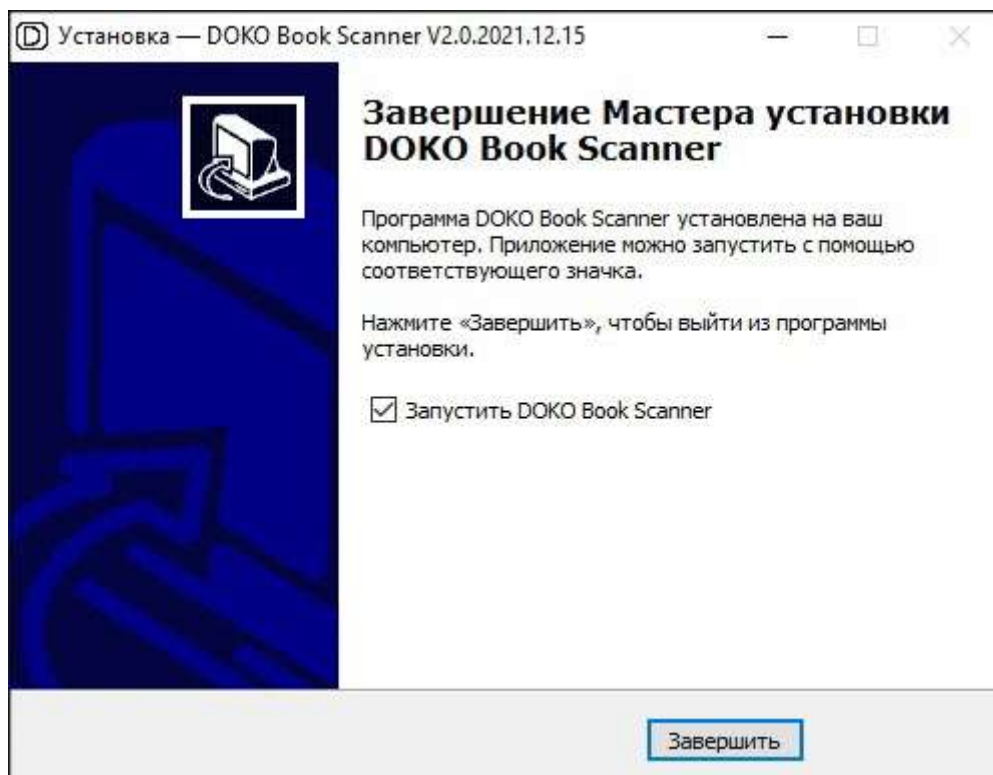 Установка — DOKO Book Scanner V2.0.2021.12.15
Завершение Мастера установки
DOKO Book Scanner
Программа DOKO Book Scanner установлена на ваш
компьютер. Приложение можно запустить с помощью
соответствующего значка.
Нажмите «Завершить», чтобы выйти из программы
установки.
Запустить DOKO Book Scanner
Завершить